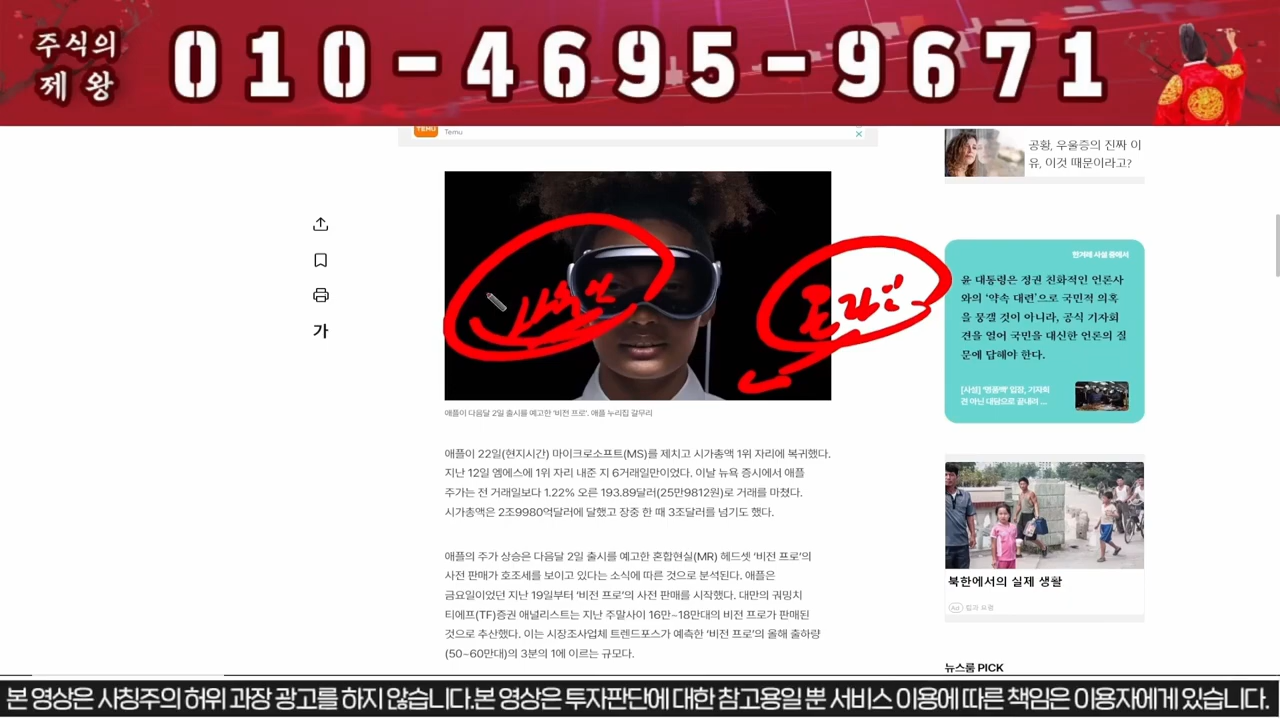 주식의
제 왕
010-4695-9671
TEMU
Temu
공황, 우울증의 진짜 이
유, 이것 때문이라고?
한겨레 사설 중에서
윤 대통령은 정권 친화적인 언론사
와의 '약속 대련'으로 국민적 의혹
을 뭉갤 것이 아니라, 공식 기자회
견을 열어 국민을 대신한 언론의 질
문에 답해야 한다.
[사설] '명품백' 입장, 기자회
견 아닌 대담으로 끝내려 ...
가
애플이 다음달 2일 출시를 예고한 '비전 프로'. 애플 누리집 갈무리
애플이 22일(현지시간) 마이크로소프트(MS)를 제치고 시가총액 1위 자리에 복귀했다.
지난 12일 엠에스에 1위 자리 내준 지 6거래일만이었다. 이날 뉴욕 증시에서 애플
주가는 전 거래일보다 1.22% 오른 193.89달러(25만9812원)로 거래를 마쳤다.
시가총액은 2조9980억달러에 달했고 장중 한 때 3조달러를 넘기도 했다.
애플의 주가 상승은 다음달 2일 출시를 예고한 혼합현실(MR) 헤드셋 '비전 프로'의
사전 판매가 호조세를 보이고 있다는 소식에 따른 것으로 분석된다. 애플은
금요일이었던 지난 19일부터 '비전 프로'의 사전 판매를 시작했다. 대만의 궈밍치
티에프(TF)증권 애널리스트는 지난 주말사이 16만~18만대의 비전 프로가 판매된
것으로 추산했다. 이는 시장조사업체 트렌드포스가 예측한 '비전 프로'의 올해 출하량
(50~60만대)의 3분의 1에 이르는 규모다.
북한에서의 실제 생활
Ad
뉴스룸 PICK
본 영상은 사칭주의 허위 과장 광고를 하지 않습니다.본 영상은 투자판단에 대한 참고용일 뿐 서비스 이용에 따른 책임은 이용자에게 있습니다.